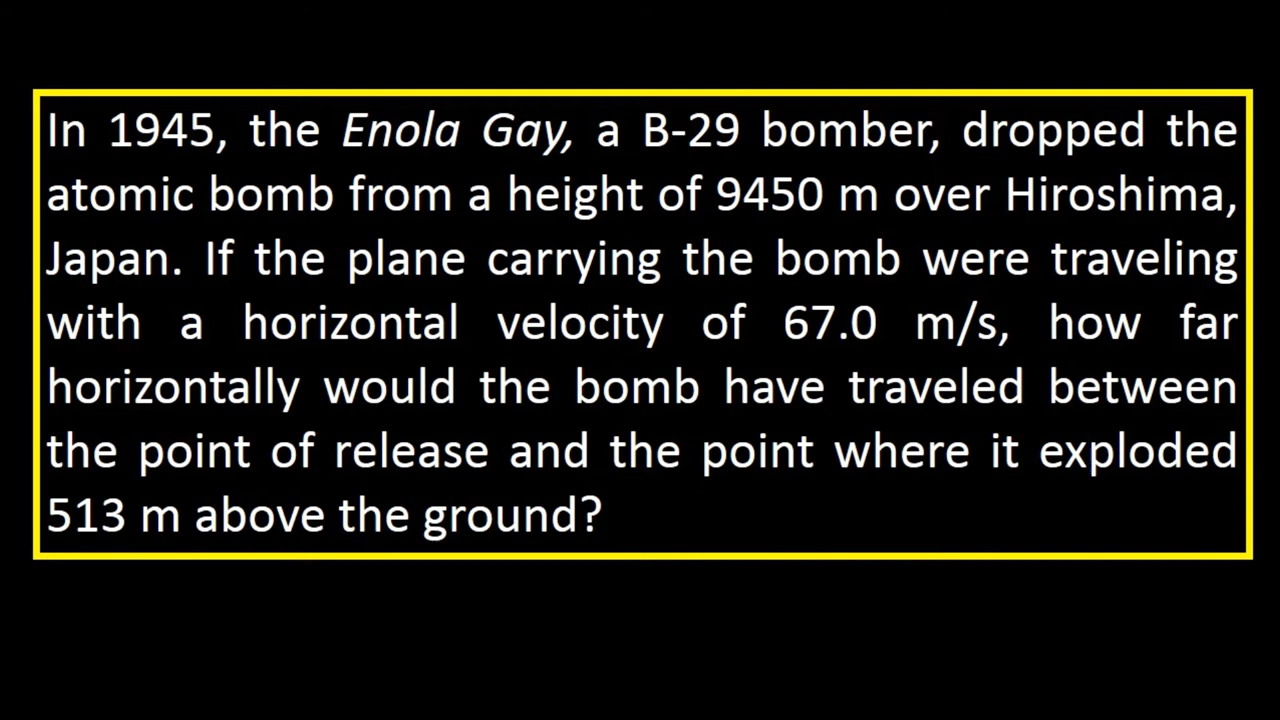 In 1945, the Enola Gay, a B-29 bomber, dropped the
atomic bomb from a height of 9450 m over Hiroshima,
Japan. If the plane carrying the bomb were traveling
with a horizontal velocity of 67.0 m/s, how far
horizontally would the bomb have traveled between
the point of release and the point where it exploded
513 m above the ground?